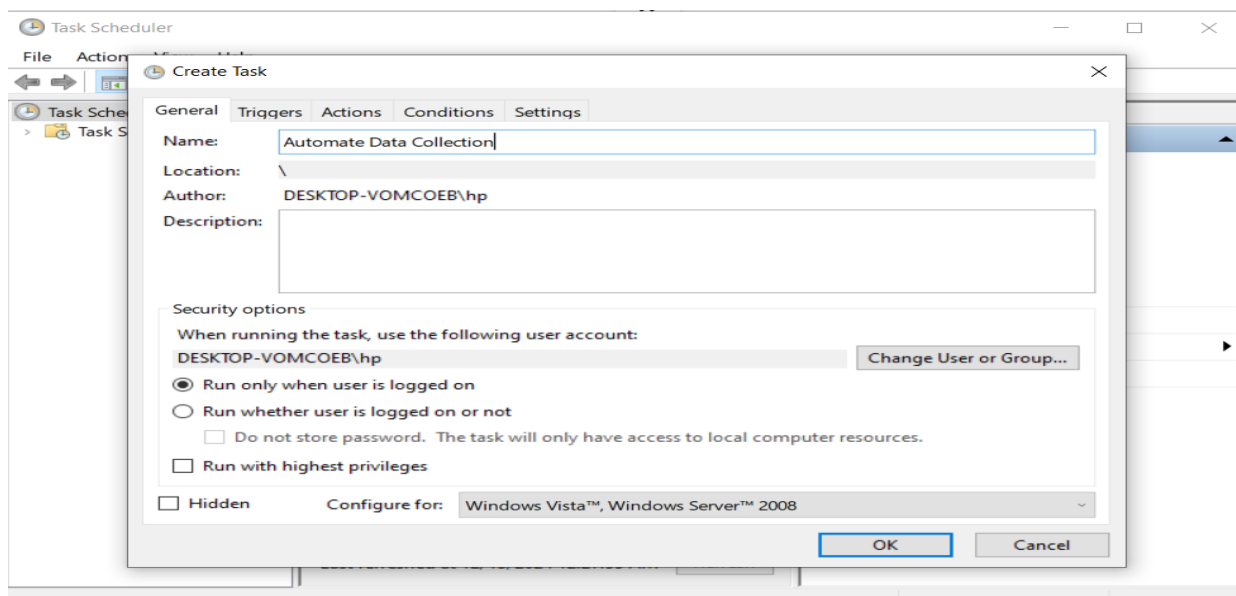 Task Scheduler
File Action
Create Task
Task Sche
Task S
General Triggers Actions Conditions Settings
Name: Automate Data Collection
Location: \
Author: DESKTOP-VOMCOEB\hp
Description:
Security options
When running the task, use the following user account:
DESKTOP-VOMCOEB\hp Change User or Group...
Run only when user is logged on
Run whether user is logged on or not
Do not store password. The task will only have access to local computer resources.
Run with highest privileges
Hidden Configure for: Windows Vista™, Windows Server™ 2008
OK Cancel